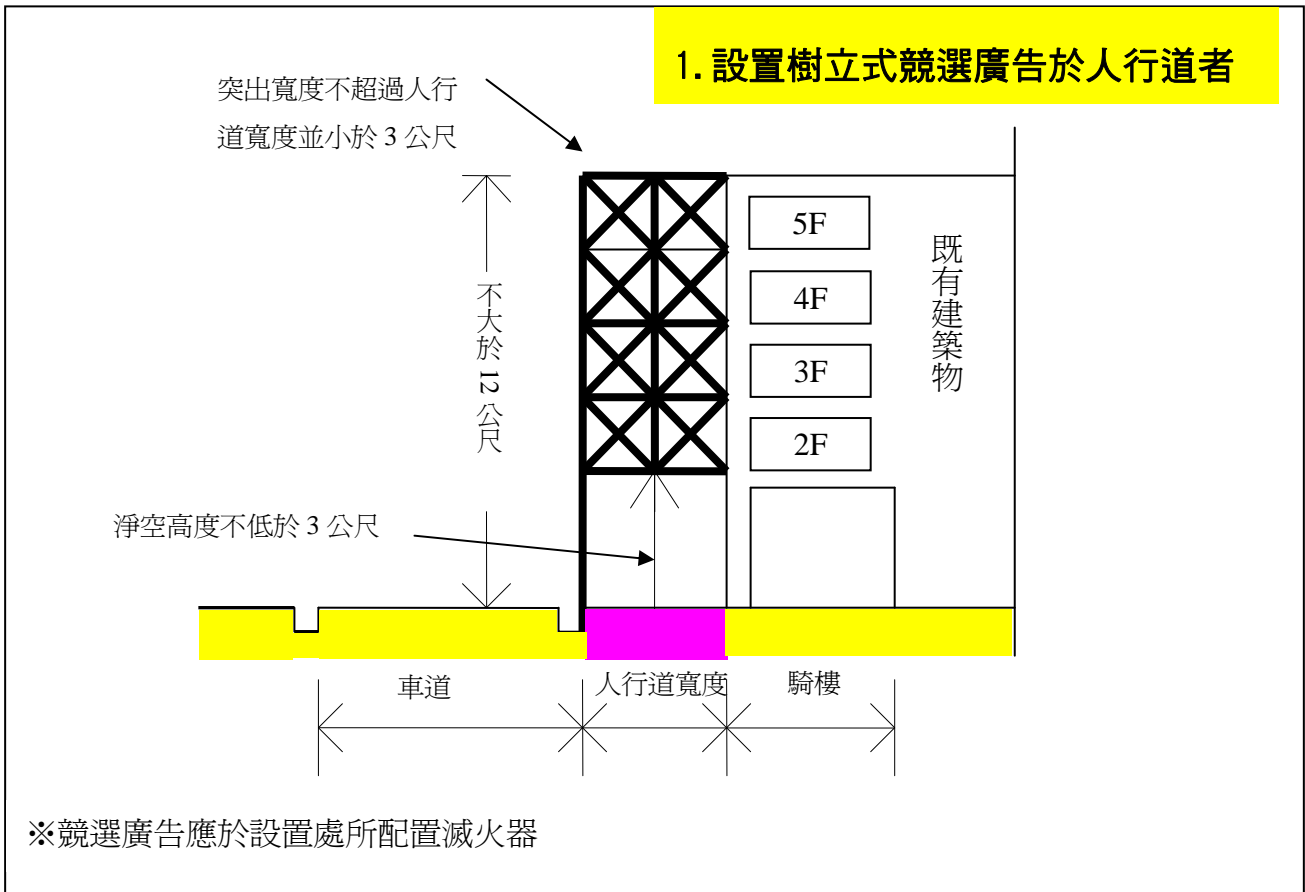 1.設置樹立式競選廣告於人行道者
突出寬度不超過人行
道寬度並小於 3 公尺
5F
4F
3F
2F
既有建築物
不大於 12 公尺
淨空高度不低於 3 公尺
車道
人行道寬度
騎樓
※競選廣告應於設置處所配置滅火器